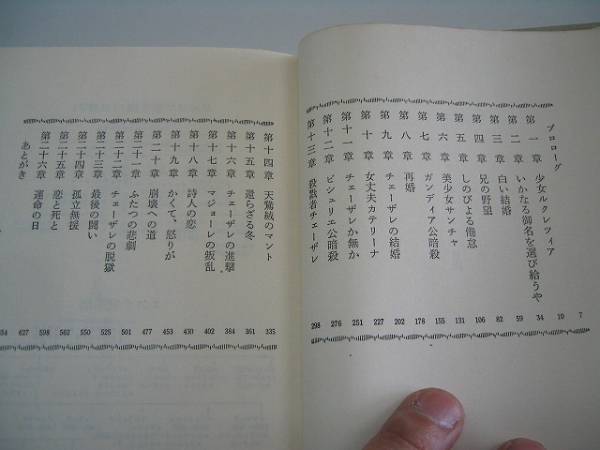 プロローグ 7
第一章 少女ルクレツィア 10
第二章 いかなる御名を選び給うや 34
第三章 白い結婚 59
第四章 兄の野望 82
第五章 しのびよる倦怠 106
第六章 美少女サンチャ 131
第七章 ガンディア公暗殺 155
第八章 再婚 178
第九章 チェーザレの結婚 202
第十章 女丈夫カテリーナ 227
第十一章 チェーザレか無か 251
第十二章 ビシュリエ公暗殺 276
第十三章 殺戮者チェーザレ 298
第十四章 天鵞絨のマント 335
第十五章 還らざる冬 361
第十六章 チェーザレの進撃 384
第十七章 マジョーレの叛乱 402
第十八章 詩人の恋 430
第十九章 かくて、怒りが 453
第二十章 崩壊への道 477
第二十一章 ふたつの悲劇 501
第二十二章 チェーザレの脱獄 525
第二十三章 最後の闘い 550
第二十四章 孤立無援 562
第二十五章 恋と死と 598
第二十六章 運命の日 627
あとがき